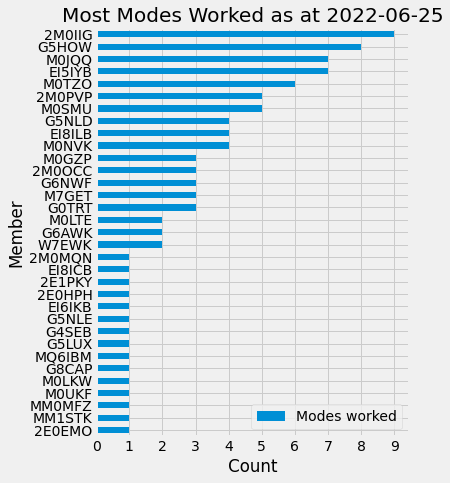 Most Modes Worked as at 2022-06-25
2M0IIG
G5HOW
M0JQQ
EI5IYB
M0TZO
2M0PVP
M0SMU
G5NLD
EI8ILB
M0NVK
M0GZP
2M0OCC
G6NWF
M7GET
G0TRT
M0LTE
G6AWK
W7EWK
2M0MQN
EI8ICB
2E1PKY
2E0HPH
EI6IKB
G5NLE
G4SEB
G5LUX
MQ6IBM
G8CAP
M0LKW
M0UKF
MM0MFZ
MM1STK
2E0EMO
Member
0 1 2 3 4 5 6 7 8 9
Count
Modes worked